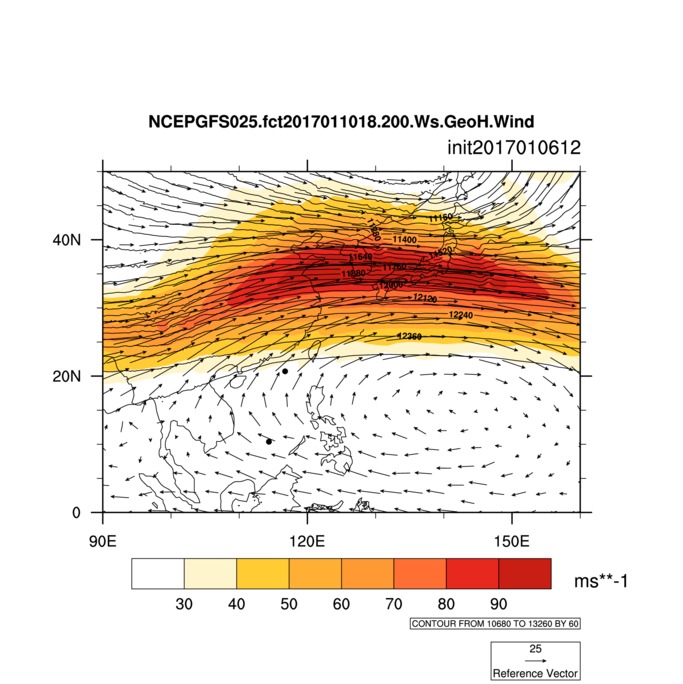 NCEPGFS025.fct2017011018.200.Ws.GeoH.Wind
init2017010612
40N
20N
0
11160
11400
11520
11640
11880
12000
12120
12240
12360
90E
120E
150E
30 40 50 60 70 80 90
ms**-1
CONTOUR FROM 10680 TO 13260 BY 60
25
Reference Vector